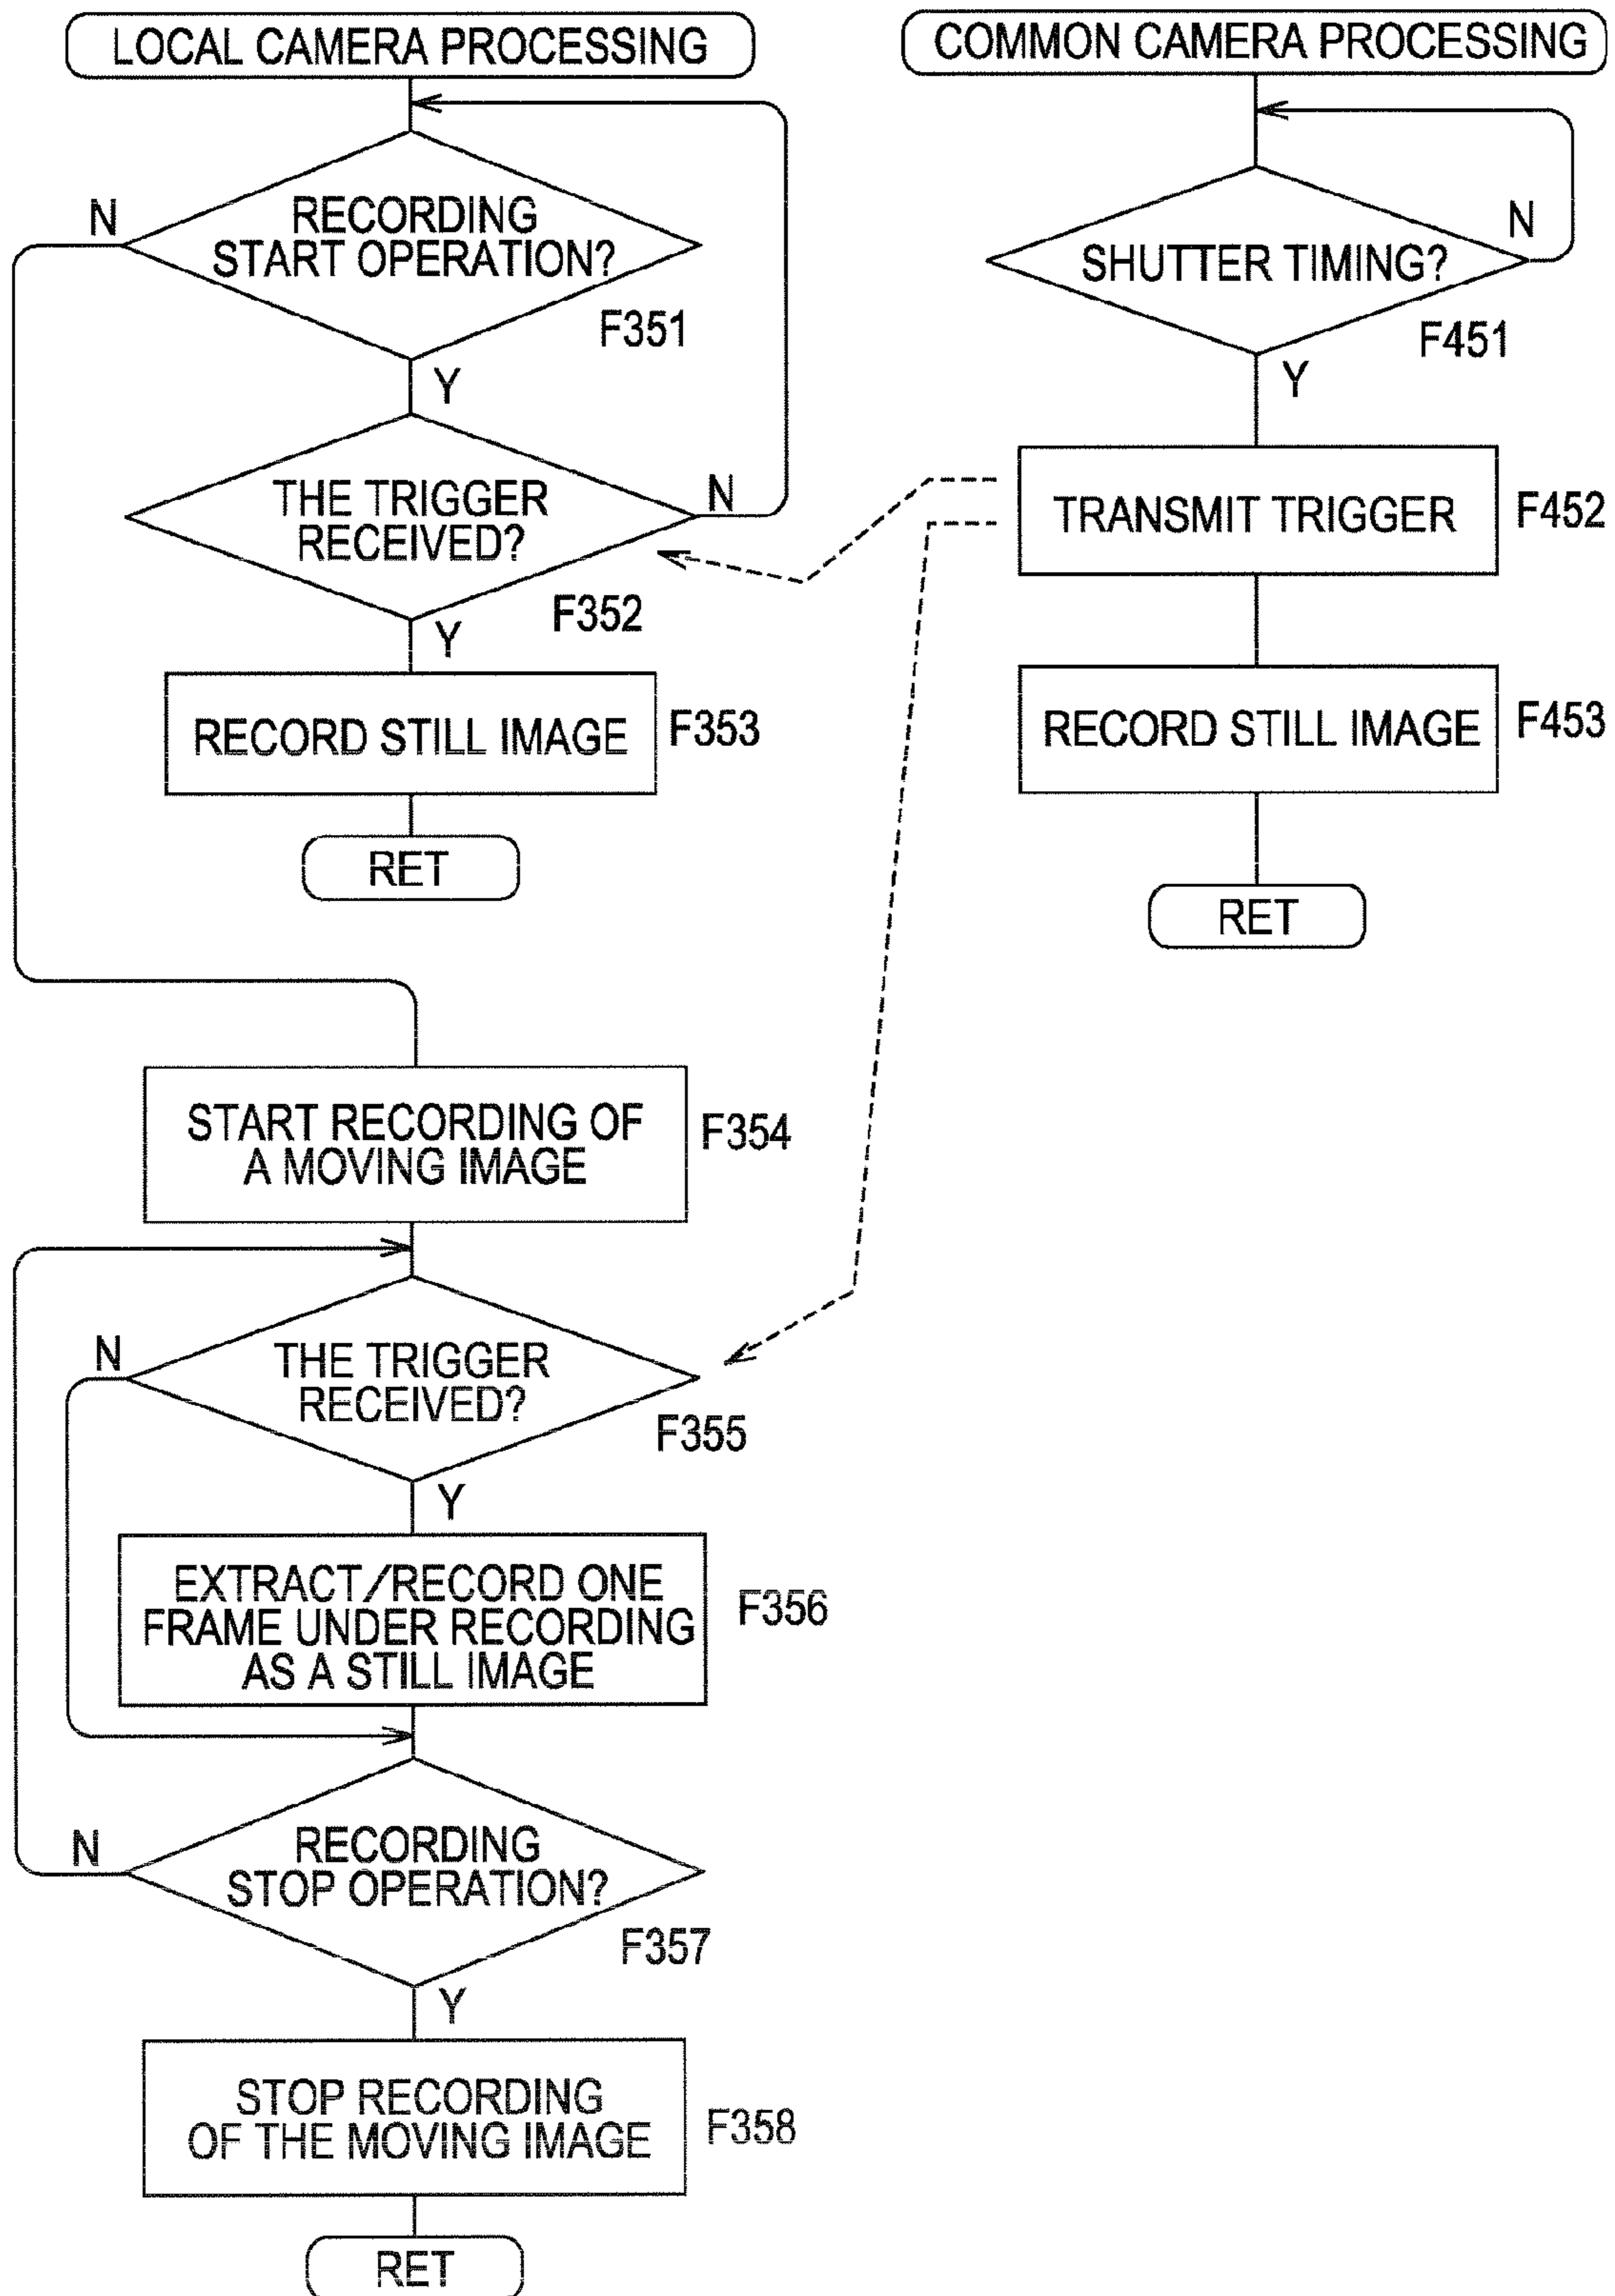 LOCAL CAMERA PROCESSING
N
RECORDING
START OPERATION?
F351
Y
THE TRIGGER
RECEIVED?
N
F352
Y
RECORD STILL IMAGE
F353
RET
START RECORDING OF
A MOVING IMAGE
F354
N
THE TRIGGER
RECEIVED?
F355
Y
EXTRACT/RECORD ONE
FRAME UNDER RECORDING
AS A STILL IMAGE
F356
N
RECORDING
STOP OPERATION?
F357
Y
STOP RECORDING
OF THE MOVING IMAGE
F358
RET
COMMON CAMERA PROCESSING
SHUTTER TIMING?
N
F451
Y
TRANSMIT TRIGGER
F452
RECORD STILL IMAGE
F453
RET